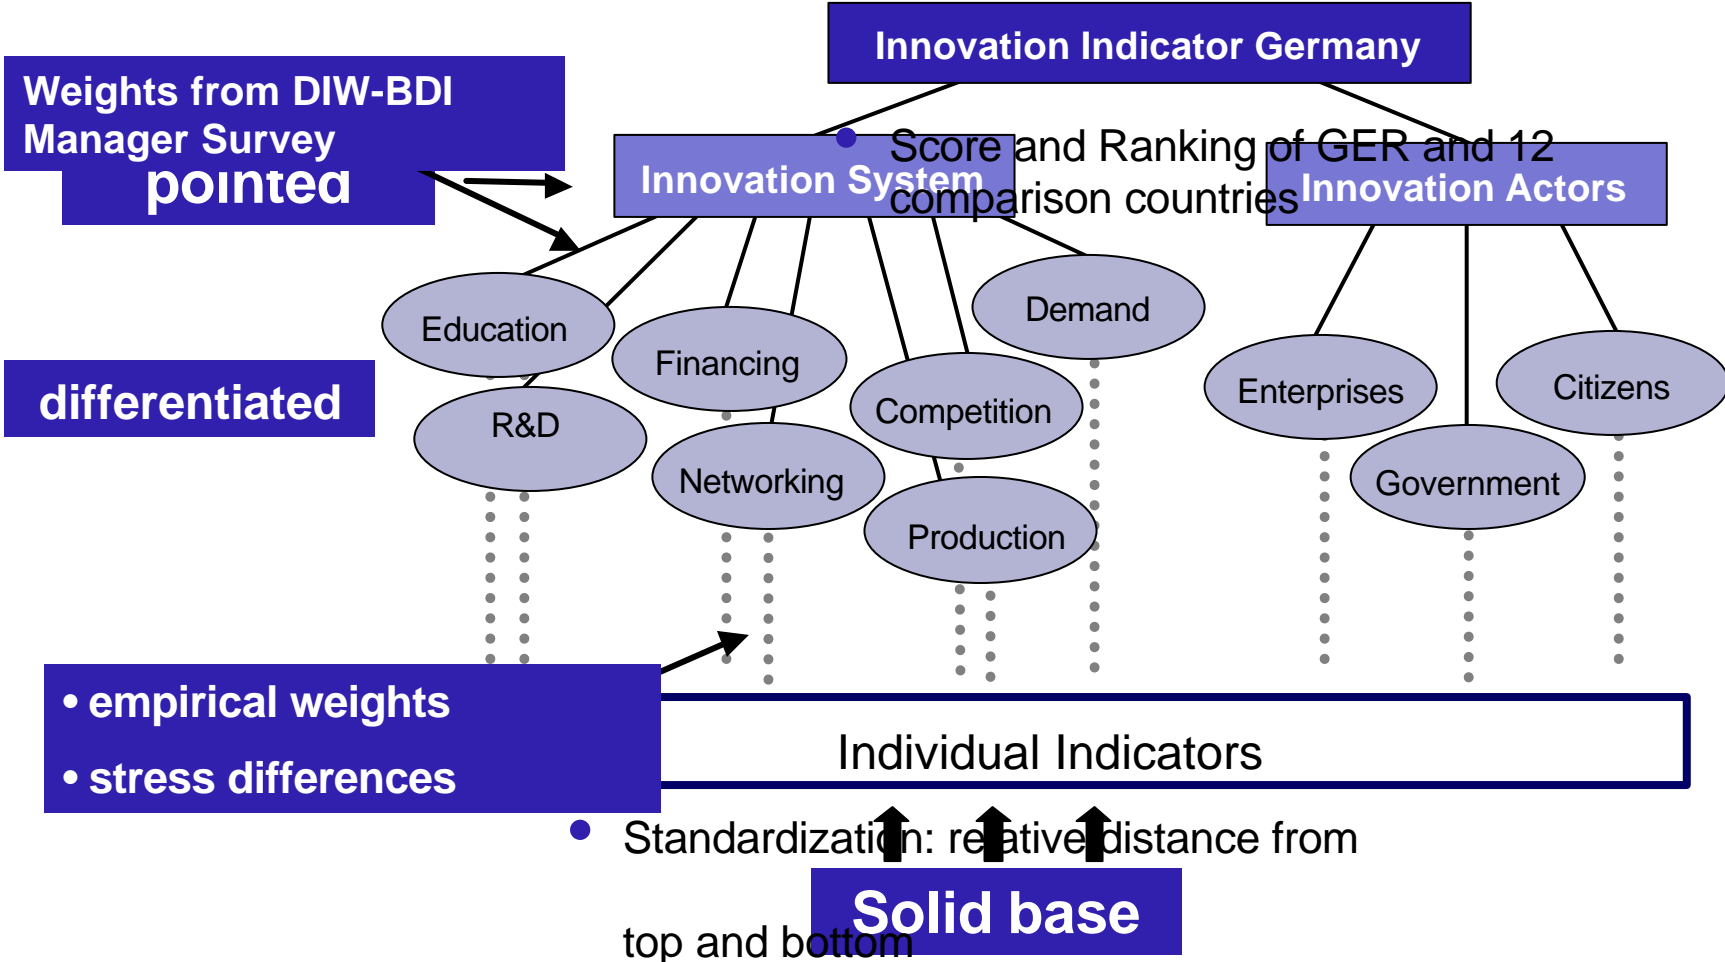 Innovation Indicator Germany
Weights from DIW-BDI
Manager Survey
pointed
Score and Ranking of GER and 12
comparison countries
Innovation System
Innovation Actors
Education
R&D
Financing
Networking
Competition
Production
Demand
Enterprises
Government
Citizens
differentiated
• empirical weights
• stress differences
Individual Indicators
Standardization: relative distance from
top and bottom
Solid base